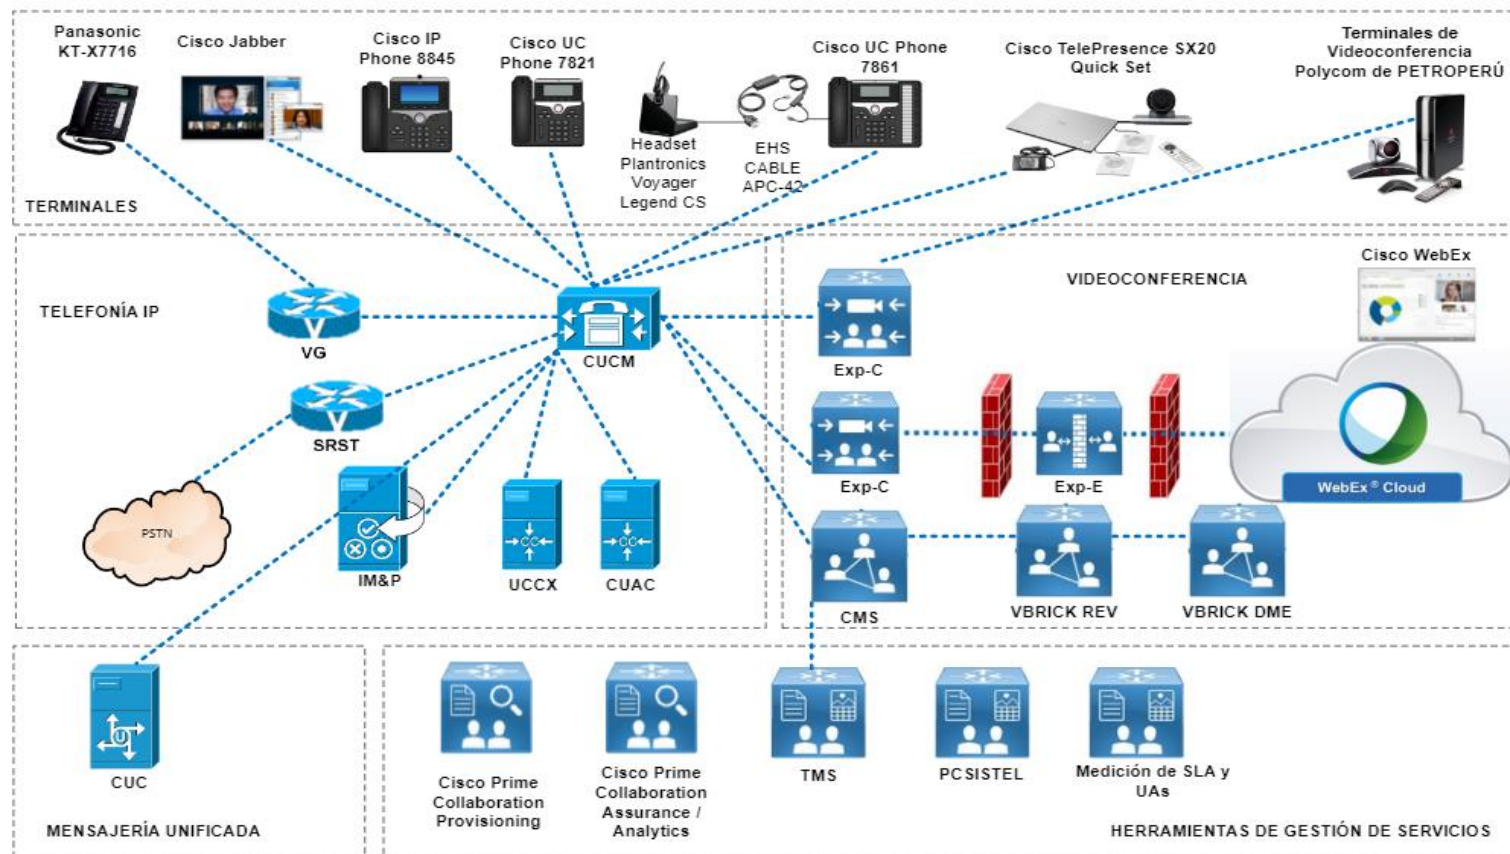 Panasonic
KT-X7716
Cisco Jabber
Cisco IP
Phone 8845
Cisco UC
Phone 7821
Cisco UC Phone
7861
Cisco TelePresence SX20
Quick Set
Terminales de
Videoconferencia
Polycom de PETROPERÚ
Headset
Plantronics
Voyager
Legend CS
EHS
CABLE
APC-42
TERMINALES
TELEFONÍA IP
VG
CUCM
SRST
PSTN
IM&P
CC
UCCX
CC
CUAC
VIDEOCONFERENCIA
Cisco WebEx
Exp-C
Exp-C
Exp-E
WebEx ® Cloud
CMS
VBRICK REV
VBRICK DME
U
CUC
MENSAJERÍA UNIFICADA
Cisco Prime
Collaboration
Provisioning
Cisco Prime
Collaboration
Assurance /
Analytics
TMS
PCSISTEL
Medición de SLA y
UAs
HERRAMIENTAS DE GESTIÓN DE SERVICIOS